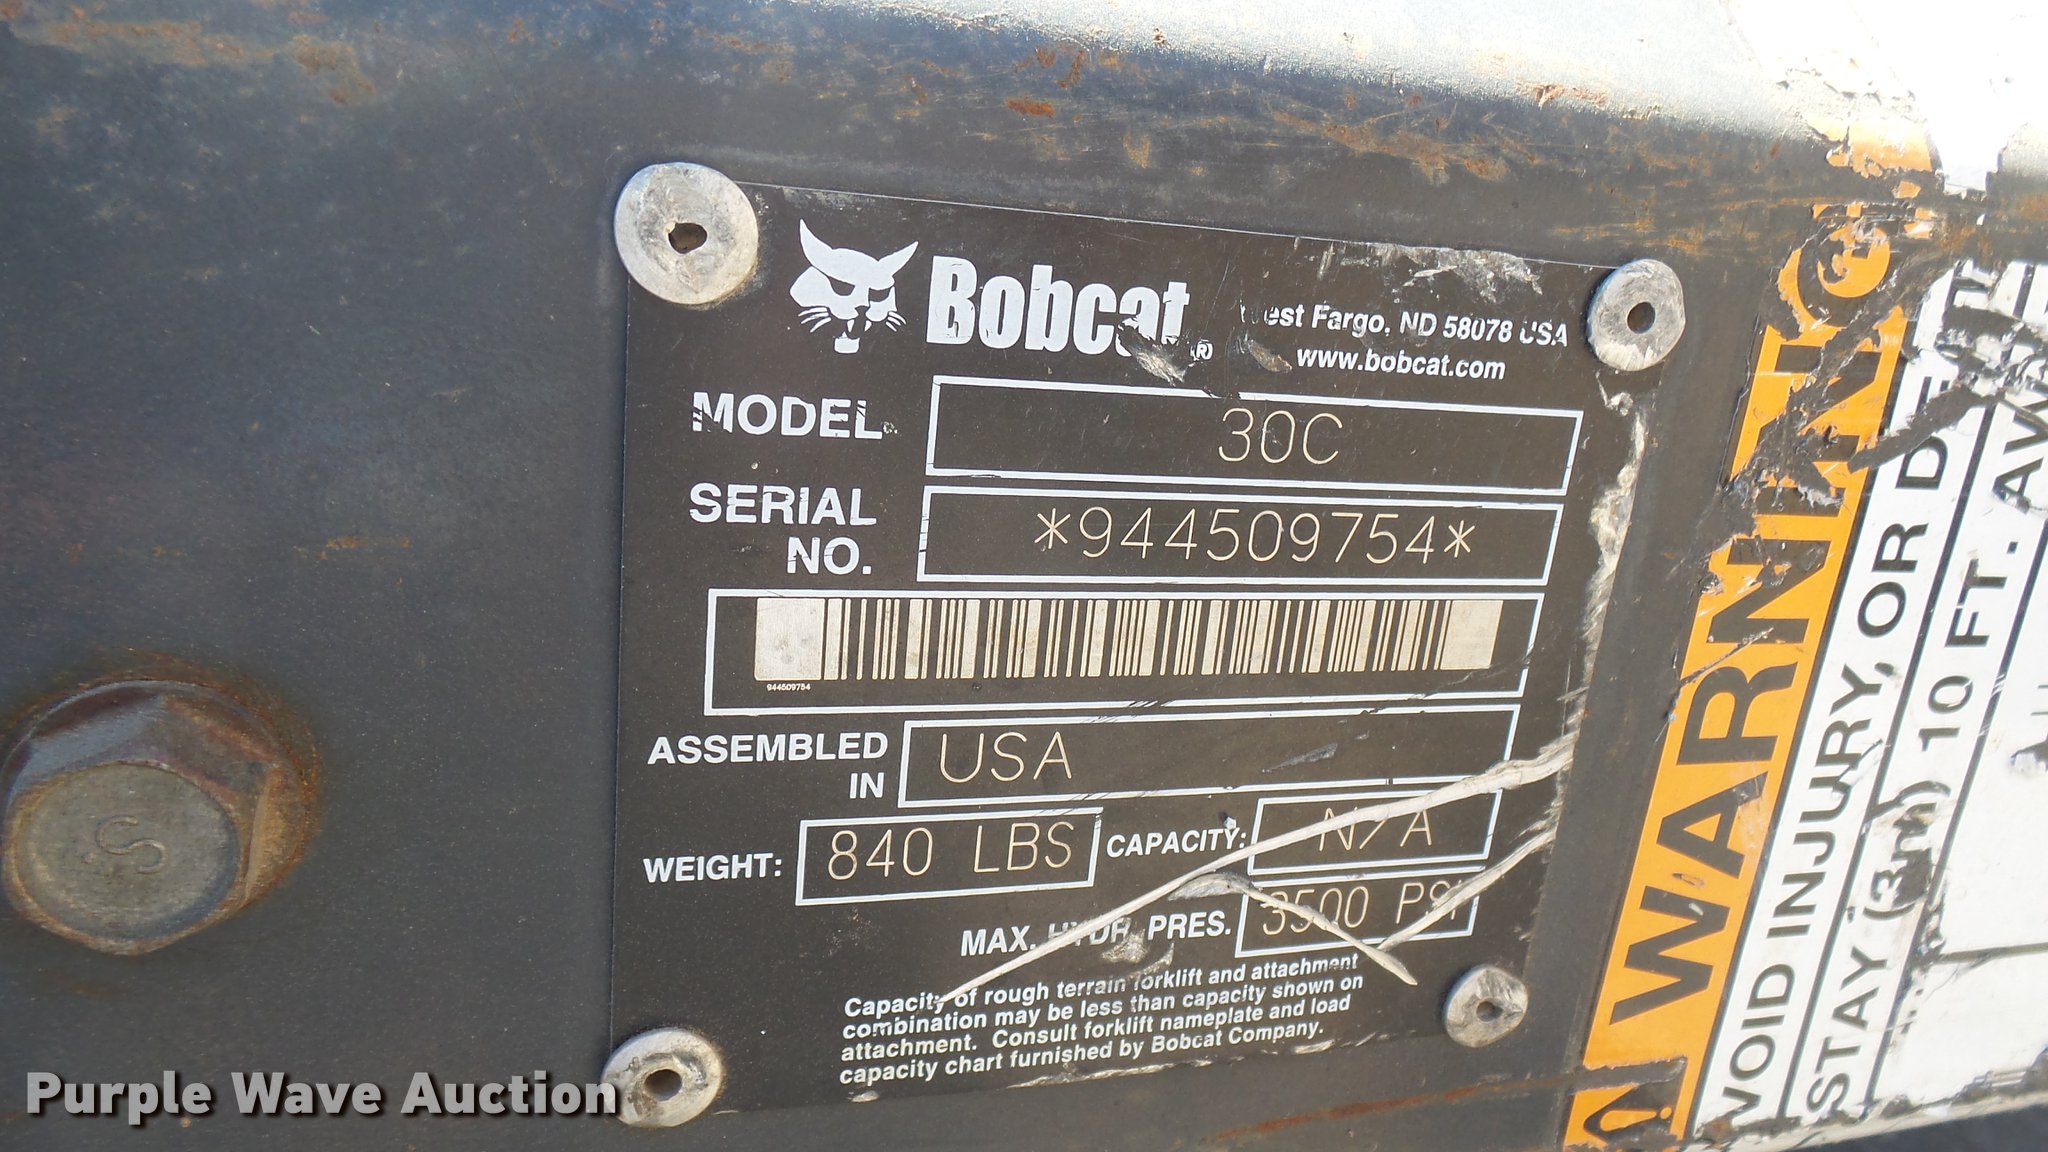 Bobcat (R)
West Fargo, ND 58078 USA
www.bobcat.com
MODEL 30C
SERIAL NO. *944509754*
944509754
ASSEMBLED IN USA
WEIGHT: 840 LBS CAPACITY: N/A
MAX. HYDR. PRES. 3500 PSI
Capacity of rough terrain forklift and attachment
combination may be less than capacity shown on
attachment. Consult forklift nameplate and load
capacity chart furnished by Bobcat Company.
S
WARNING
VOID INJURY, OR DE
STAY (3m) 10 FT. AW
Purple Wave Auction